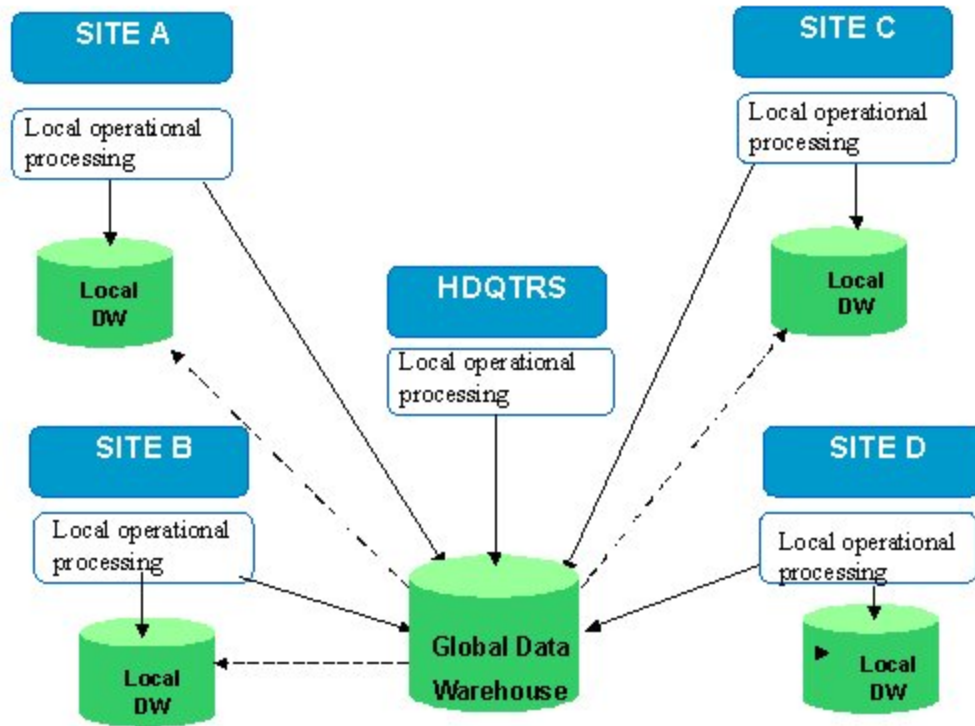 SITE A
Local operational
processing
Local
DW
SITE C
Local operational
processing
Local
DW
HDQTRS
Local operational
processing
SITE B
Local operational
processing
Local
DW
SITE D
Local operational
processing
Local
DW
Global Data
Warehouse